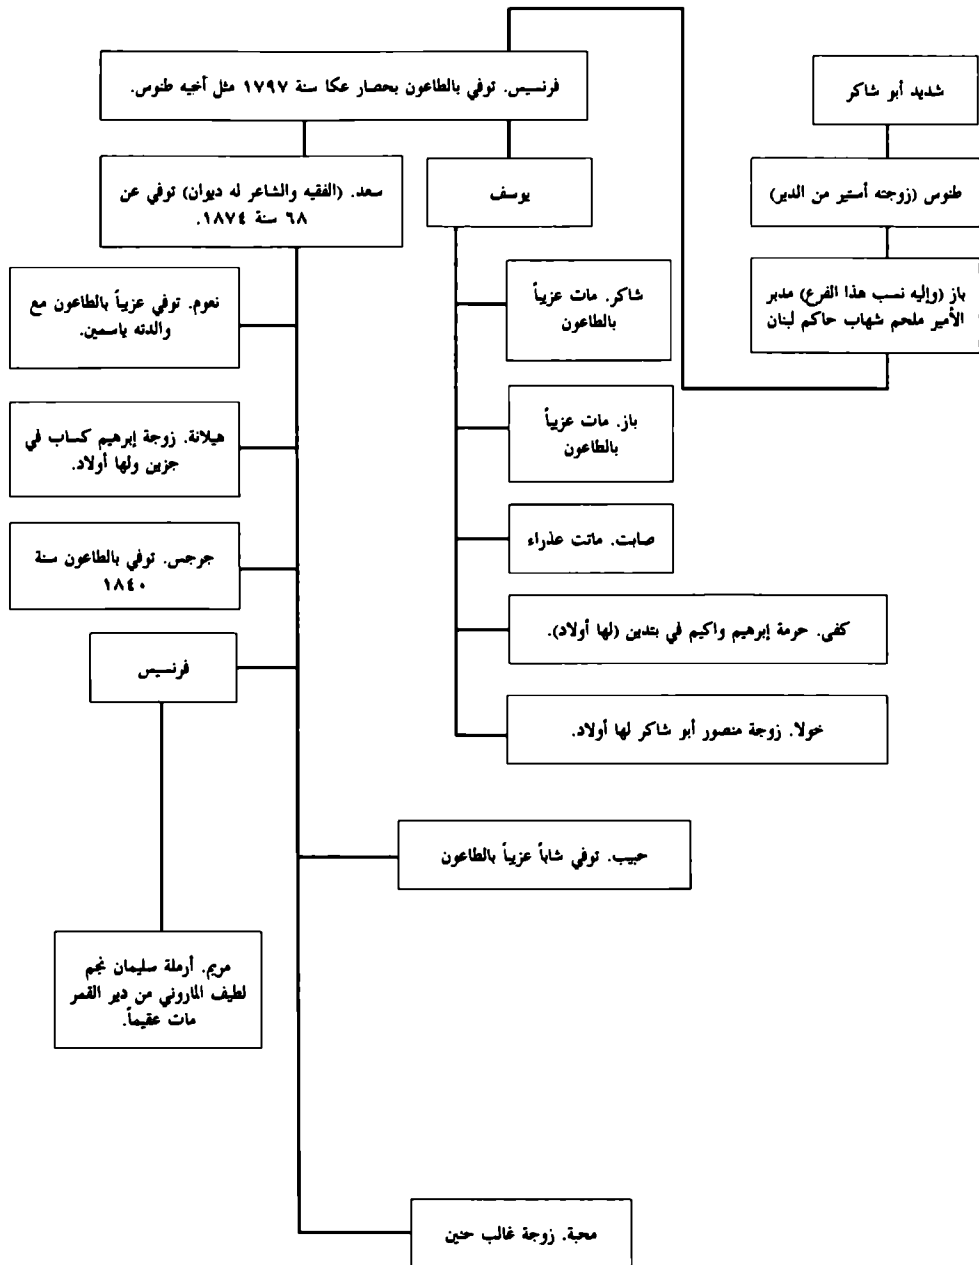 شديد أبو شاكر
طنوس (زوجته أستير من الدير)
باز (وإليه نسب هذا الفرع) مدبر
الأمير ملحم شهاب حاكم لبنان
فرنسيس. توفي بالطاعون بحصار عكا سنة ١٧٩٧ مثل أخيه طنوس.
يوسف
شاكر. مات عزيباً
بالطاعون
باز. مات عزيباً
بالطاعون
صابت. ماتت عذراء
كفى. حرمة إبرهيم واكيم في بتدين (لها أولاد).
خولا. زوجة منصور أبو شاكر لها أولاد.
سعد. (الفقيه والشاعر له ديوان) توفي عن
٦٨ سنة ١٨٧٤.
نعوم. توفي عزيباً بالطاعون مع
والدته ياسمين.
هيلانة. زوجة إبرهيم كساب في
جزين ولها أولاد.
جرجس. توفي بالطاعون سنة
١٨٤٠
فرنسيس
مريم. أرملة سليمان نجم
لطيف الماروني من دير القمر
مات عقيماً.
حبيب. توفي شاباً عزيباً بالطاعون
محبة. زوجة غالب حنين